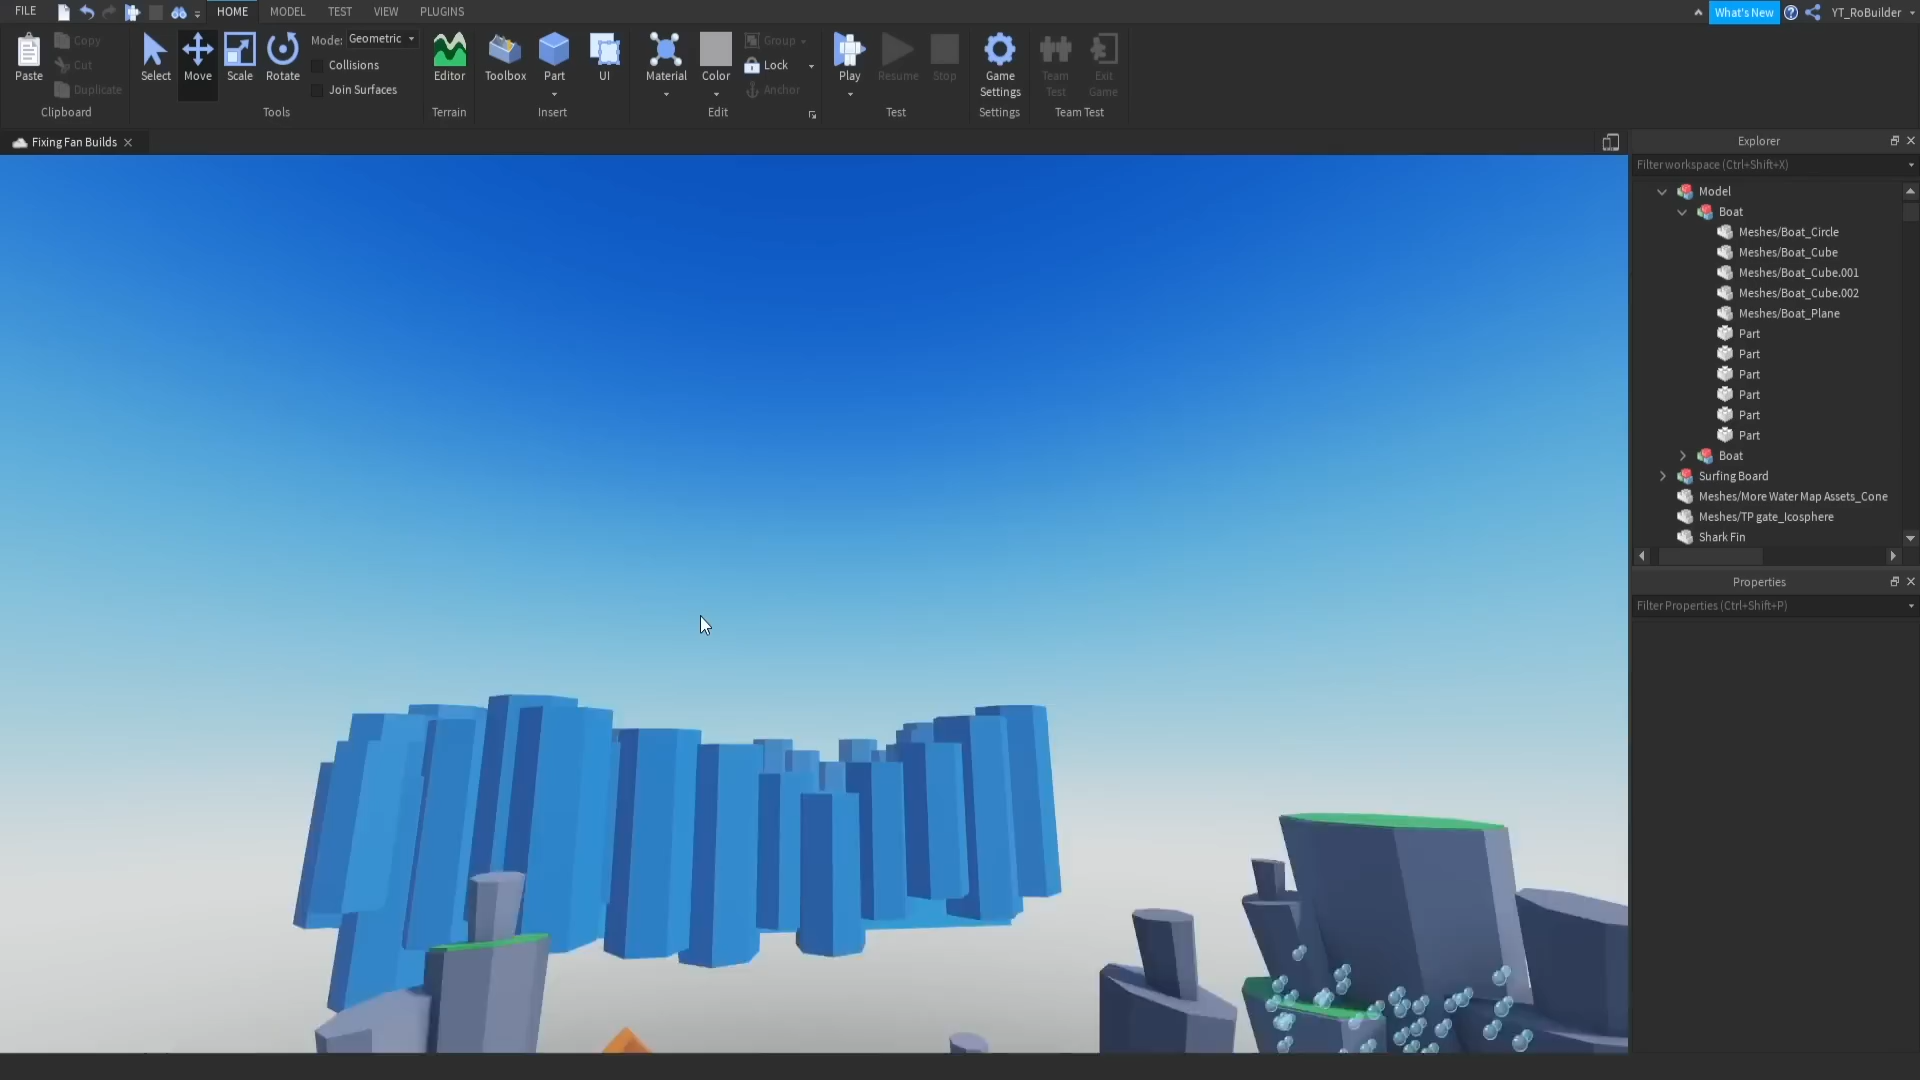 FILE
HOME
MODEL
TEST
VIEW
PLUGINS
What's New
YT_RoBuilder
Paste
Copy
Cut
Duplicate
Clipboard
Select
Move
Scale
Rotate
Mode: Geometric
Collisions
Join Surfaces
Tools
Editor
Terrain
Toolbox
Part
UI
Insert
Material
Color
Group
Lock
Anchor
Edit
Play
Resume
Stop
Test
Game
Settings
Settings
Team
Test
Exit
Game
Team Test
Fixing Fan Builds
Explorer
Filter workspace (Ctrl+Shift+X)
Model
Boat
Meshes/Boat_Circle
Meshes/Boat_Cube
Meshes/Boat_Cube.001
Meshes/Boat_Cube.002
Meshes/Boat_Plane
Part
Part
Part
Part
Part
Part
Boat
Surfing Board
Meshes/More Water Map Assets_Cone
Meshes/TP gate_Icosphere
Shark Fin
Properties
Filter Properties (Ctrl+Shift+P)